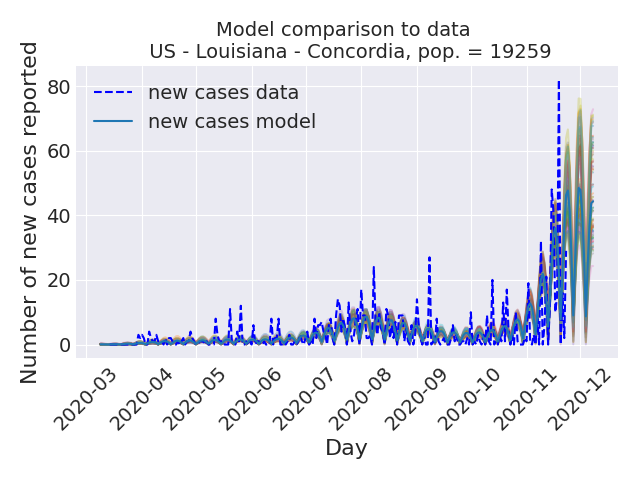 Model comparison to data
US - Louisiana - Concordia, pop. = 19259
Number of new cases reported
80
60
40
20
0
new cases data
new cases model
2020-03
2020-04
2020-05
2020-06
2020-07
2020-08
2020-09
2020-10
2020-11
2020-12
Day